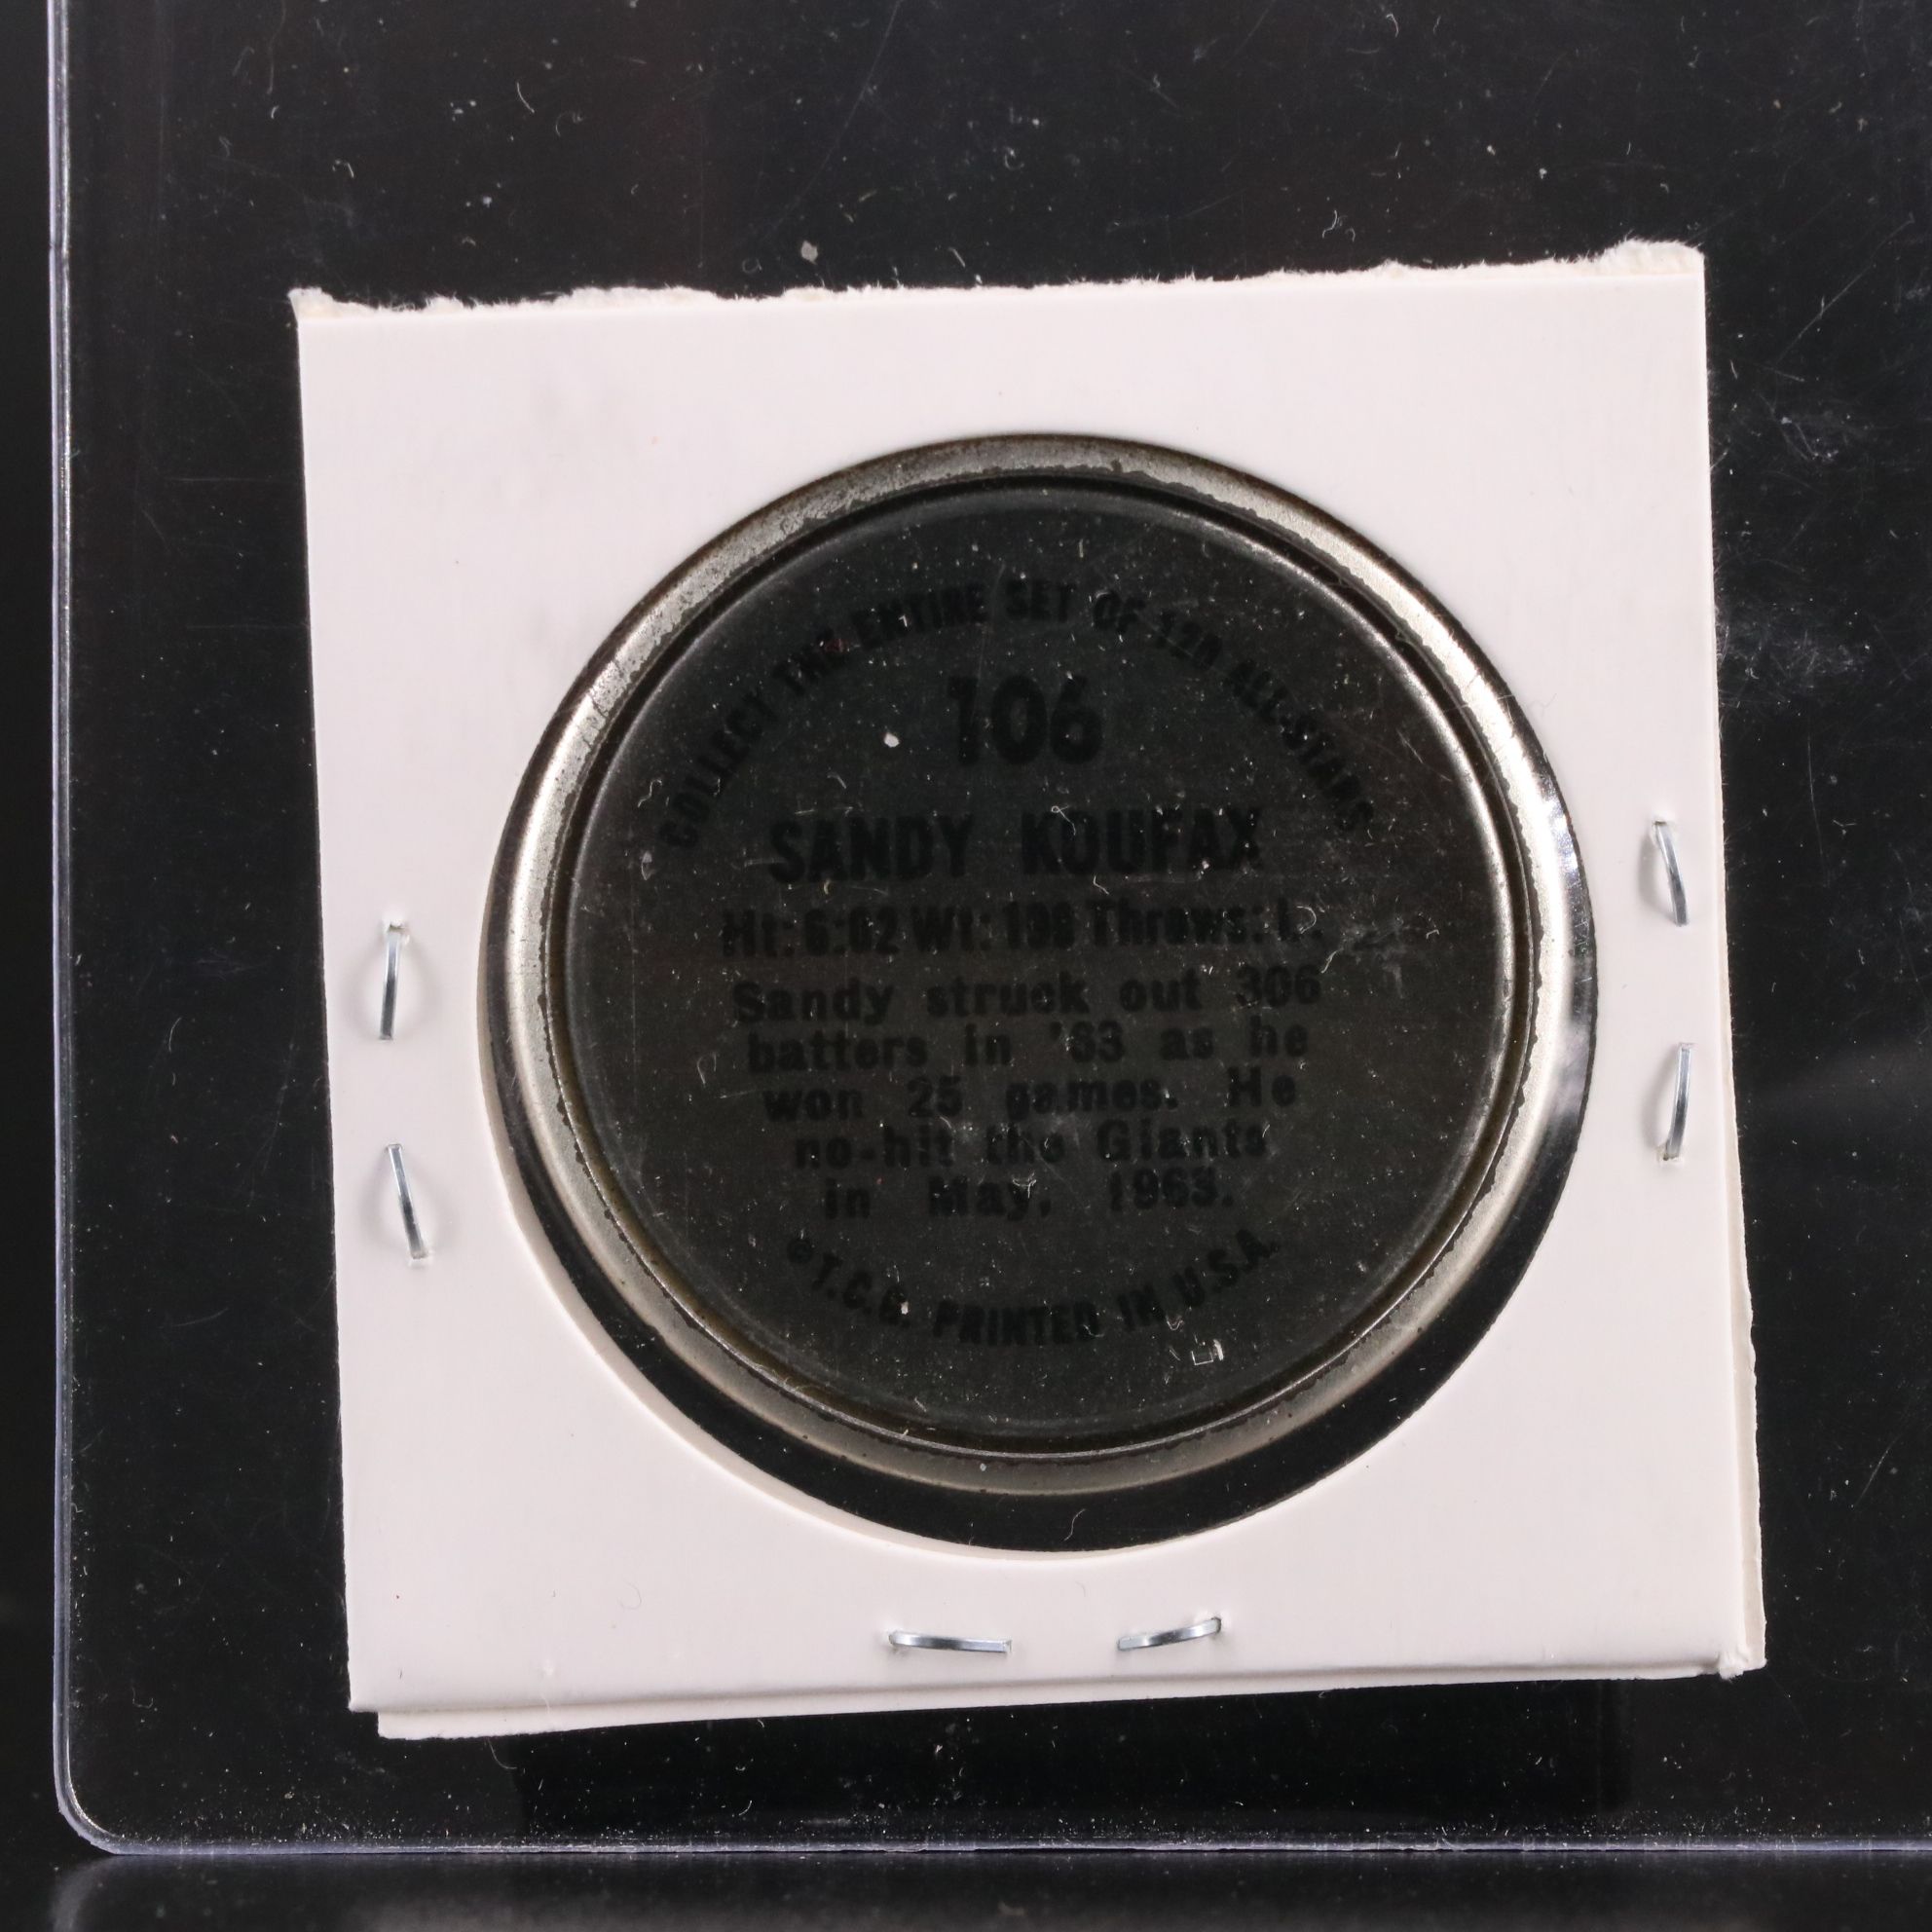 COLLECT THE ENTIRE SET OF 120 ALL-STARS
106
SANDY KOUFAX
Ht: 6:02 Wt: 198 Throws: L.
Sandy struck out 306
batters in '63 as he
won 25 games. He
no-hit the Giants
in May, 1963.
©T.C.G. PRINTED IN U.S.A.